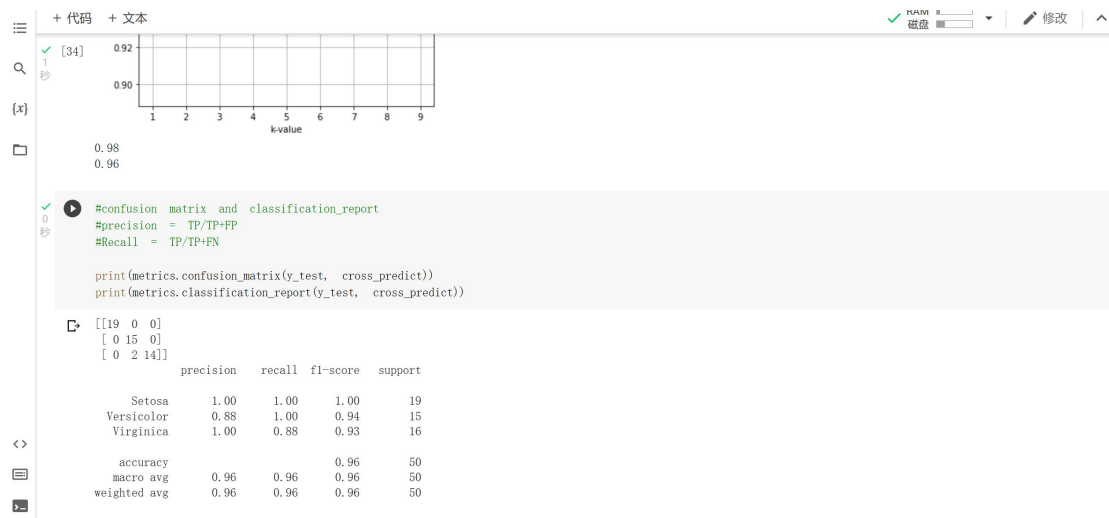 + 代码 + 文本
RAM
磁盘
修改
[34]
1
秒
0.92
0.90
1 2 3 4 5 6 7 8 9
k-value
{x}
0.98
0.96
0
秒
#confusion matrix and classification_report
#precision = TP/TP+FP
#Recall = TP/TP+FN
print(metrics.confusion_matrix(y_test, cross_predict))
print(metrics.classification_report(y_test, cross_predict))
[[19 0 0]
[ 0 15 0]
[ 0 2 14]]
precision recall f1-score support
Setosa 1.00 1.00 1.00 19
Versicolor 0.88 1.00 0.94 15
Virginica 1.00 0.88 0.93 16
accuracy 0.96 50
macro avg 0.96 0.96 0.96 50
weighted avg 0.96 0.96 0.96 50